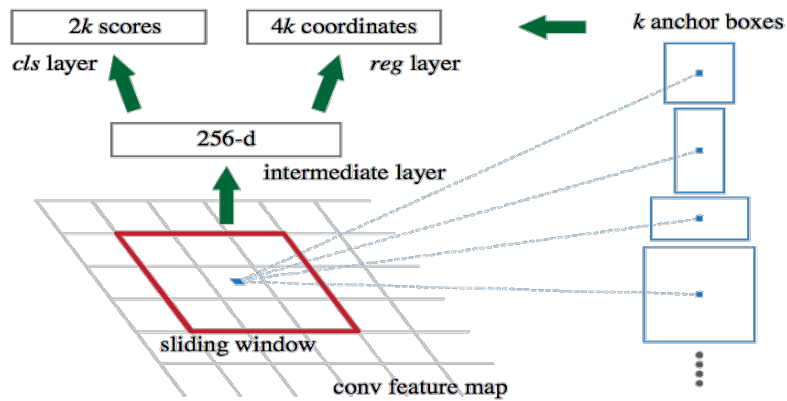 2k scores
4k coordinates
k anchor boxes
cls layer
reg layer
256-d
intermediate layer
sliding window
conv feature map